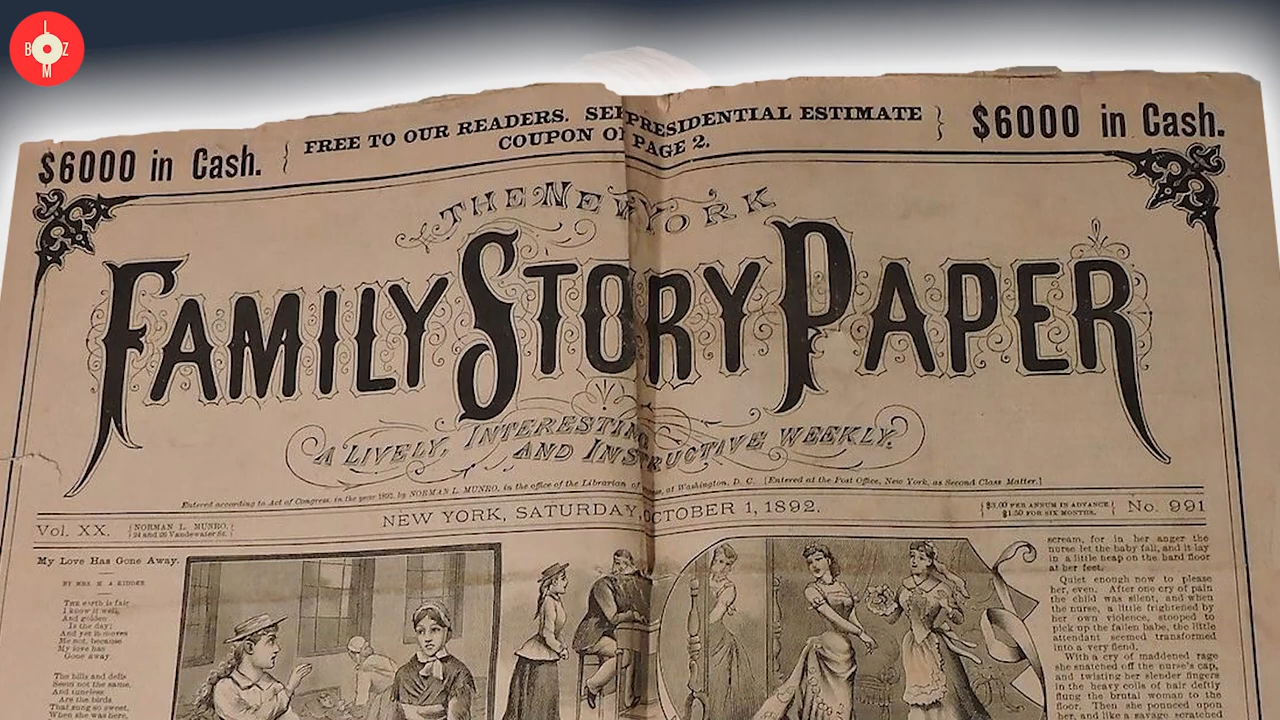 L
B Z
M
$6000 in Cash.
FREE TO OUR READERS. SEE PRESIDENTIAL ESTIMATE
COUPON ON PAGE 2.
$6000 in Cash.
THE NEW YORK
FAMILY STORY PAPER
A LIVELY, INTERESTING
AND INSTRUCTIVE WEEKLY.
Entered according to Act of Congress, in the year 1892, by NORMAN L. MUNRO, in the office of the Librarian of at Washington, D. C. [Entered at the Post Office, New York, as Second Class Matter.]
Vol. XX.
NORMAN L. MUNRO,
24 and 26 Vandewater St.
NEW YORK, SATURDAY, OCTOBER 1, 1892.
$3.00 PER ANNUM IN ADVANCE
$1.50 FOR SIX MONTHS.
No. 991
My Love Has Gone Away.
BY MRS. M. A. KIDDER
The earth is fair,
I know it well,
And golden
Is the day;
And yet it moves
Me not, because
My love has
Gone away.
The hills and dells
Seem not the same,
And tuneless
Are the birds
That sung so sweet,
When she was here,
scream, for in her anger the
nurse let the baby fall, and it lay
in a little heap on the hard floor
at her feet.
Quiet enough now to please
her, even. After one cry of pain
the child was silent, and when
the nurse, a little frightened by
her own violence, stooped to
pick up the fallen babe, the little
attendant seemed transformed
into a very fiend.
With a cry of maddened rage
she snatched off the nurse's cap,
and twisting her slender fingers
in the heavy coils of hair deftly
flung the brutal woman to the
floor. Then she pounced upon
her, and like a savage scratched